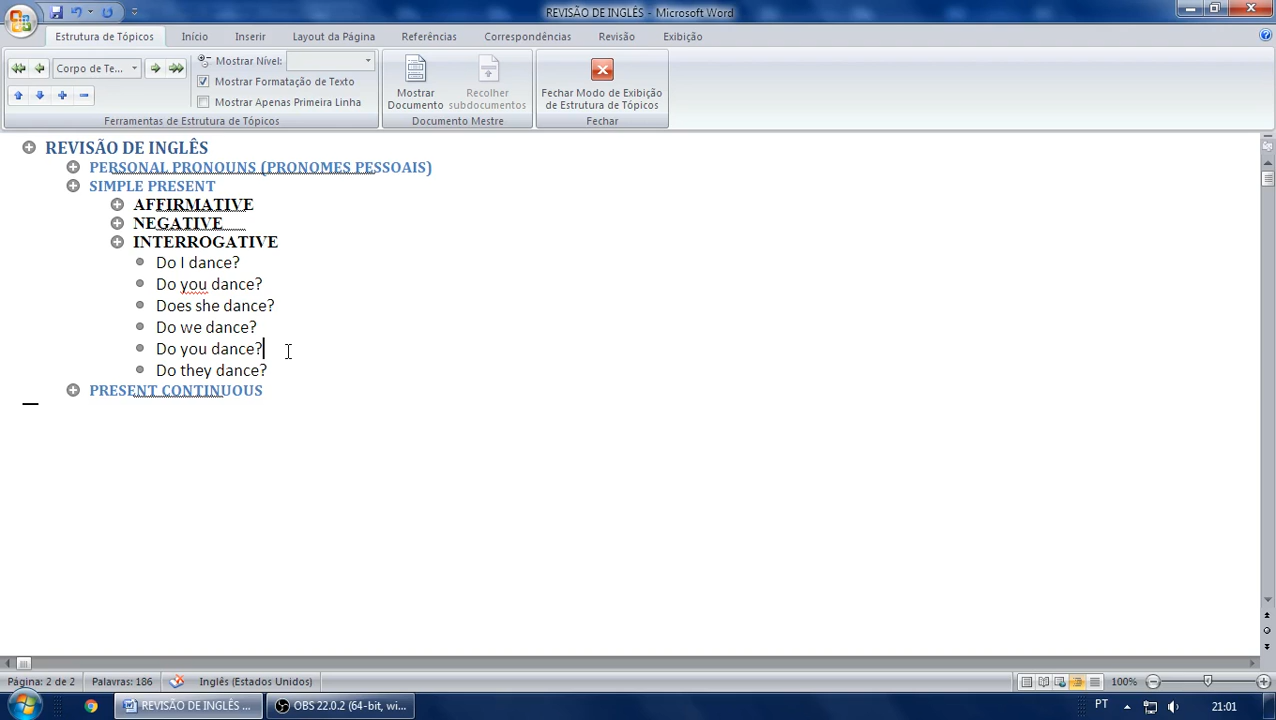 REVISÃO DE INGLÊS - Microsoft Word
Estrutura de Tópicos Início Inserir Layout da Página Referências Correspondências Revisão Exibição
Corpo de Te...
Mostrar Nível:
Mostrar Formatação de Texto
Mostrar Apenas Primeira Linha
Ferramentas de Estrutura de Tópicos
Mostrar Documento
Recolher subdocumentos
Documento Mestre
Fechar Modo de Exibição de Estrutura de Tópicos
Fechar
REVISÃO DE INGLÊS
PERSONAL PRONOUNS (PRONOMES PESSOAIS)
SIMPLE PRESENT
AFFIRMATIVE
NEGATIVE
INTERROGATIVE
Do I dance?
Do you dance?
Does she dance?
Do we dance?
Do you dance?
Do they dance?
PRESENT CONTINUOUS
Página: 2 de 2 Palavras: 186 Inglês (Estados Unidos) 100%
REVISÃO DE INGLÊS ... OBS 22.0.2 (64-bit, wi... PT 21:01